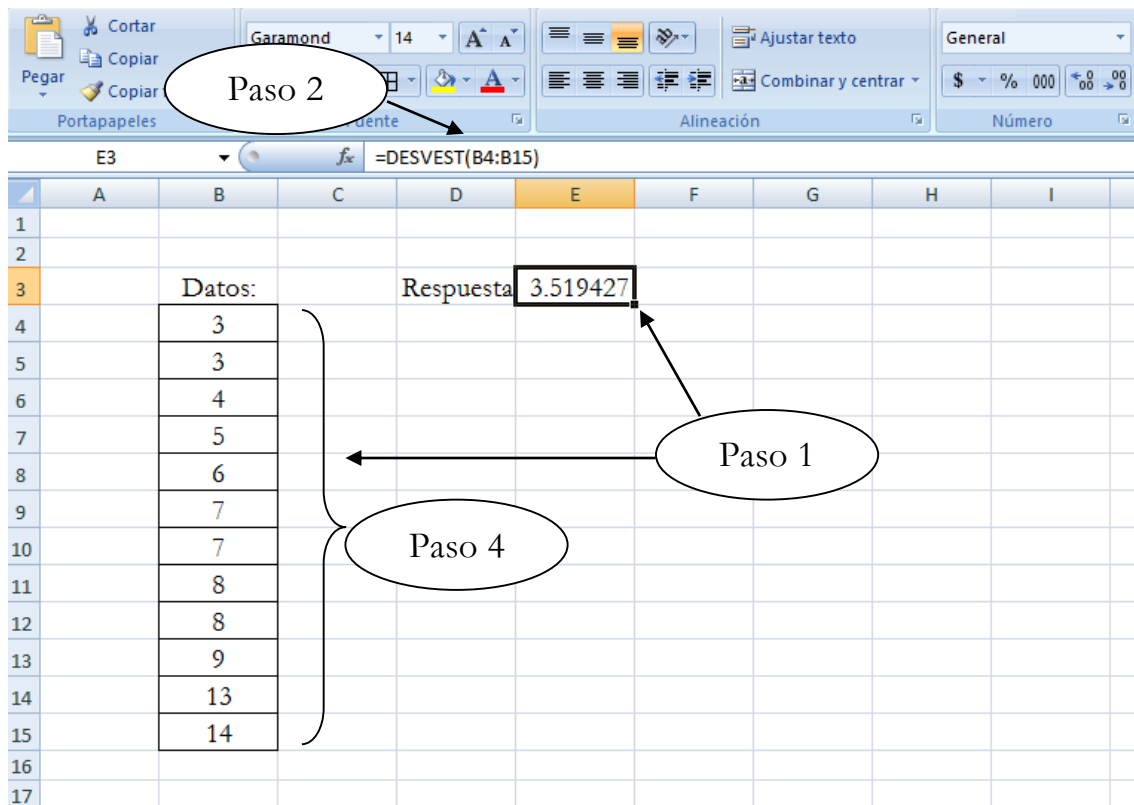 Cortar
Copiar
Copiar
Pegar
Portapapeles
Garamond 14 A A
A
Fuente
Ajustar texto
Combinar y centrar
Alineación
General
$ % 000
Número
Paso 2
E3 fx =DESVEST(B4:B15)
A B C D E F G H I
1
2
3 Datos: Respuesta 3.519427
4 3
5 3
6 4
7 5
Paso 1
8 6
9 7
10 7
Paso 4
11 8
12 8
13 9
14 13
15 14
16
17